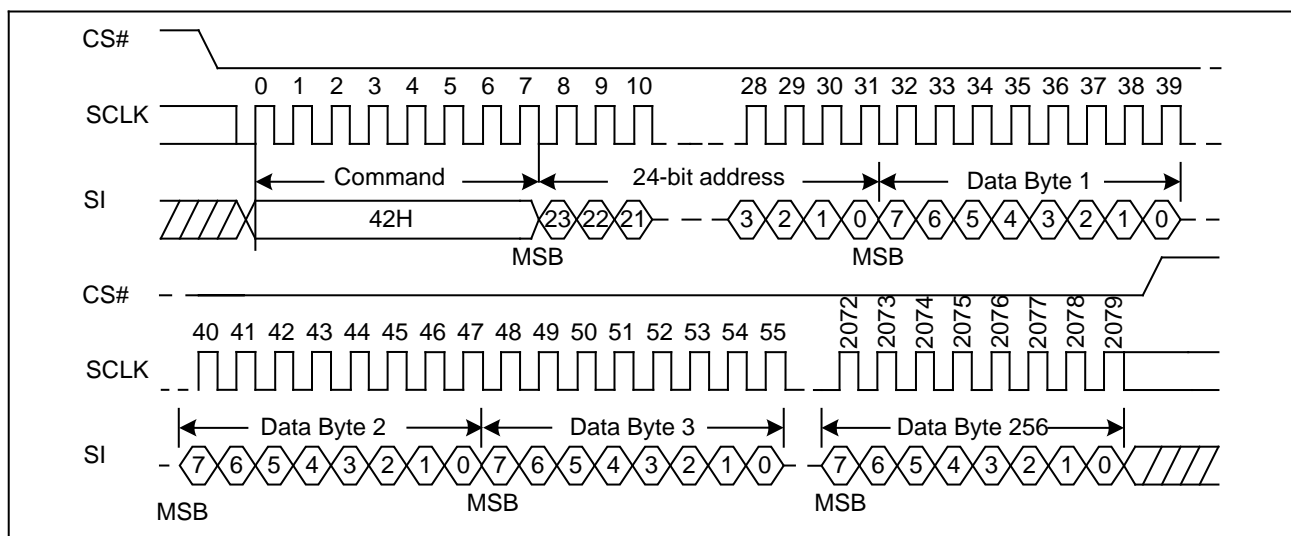 CS#
0 1 2 3 4 5 6 7 8 9 10 28 29 30 31 32 33 34 35 36 37 38 39
SCLK
Command 24-bit address Data Byte 1
SI
42H 23 22 21 3 2 1 0 7 6 5 4 3 2 1 0
MSB MSB
CS#
40 41 42 43 44 45 46 47 48 49 50 51 52 53 54 55 2072 2073 2074 2075 2076 2077 2078 2079
SCLK
Data Byte 2 Data Byte 3 Data Byte 256
SI
7 6 5 4 3 2 1 0 7 6 5 4 3 2 1 0 7 6 5 4 3 2 1 0
MSB MSB MSB